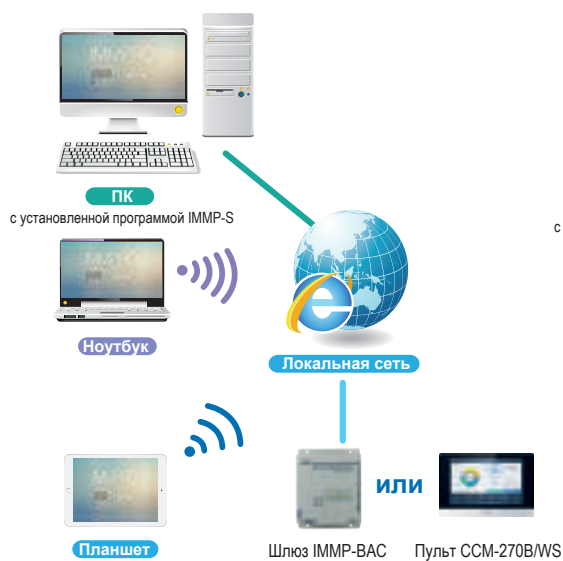 ПК
с установленной программой IMMP-S
с
Ноутбук
Локальная сеть
или
Планшет
Шлюз IMMP-BAC
Пульт CCM-270B/WS